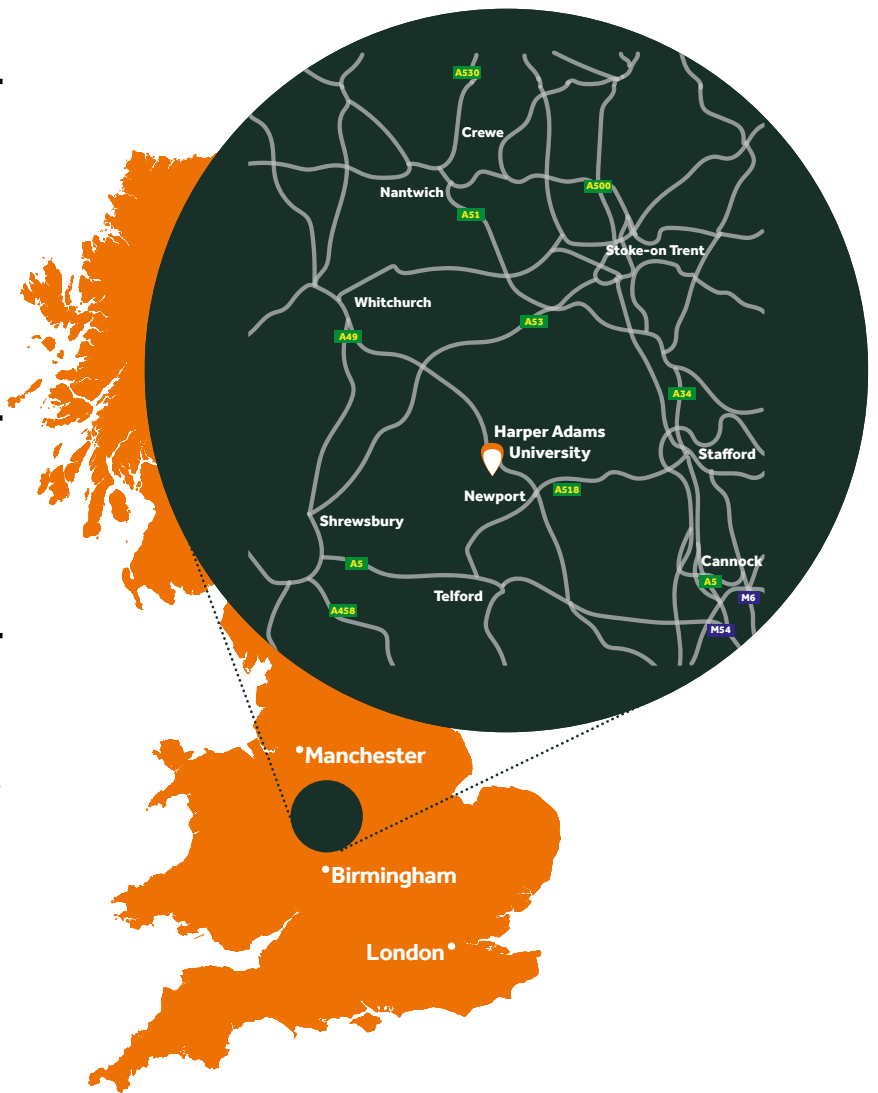 A530
Crewe
A500
Nantwich
A51
Stoke-on Trent
Whitchurch
A53
A49
A34
Harper Adams
University
Stafford
A518
Newport
Shrewsbury
A5
Cannock
A5
Telford
M6
A458
M54
Manchester
Birmingham
London